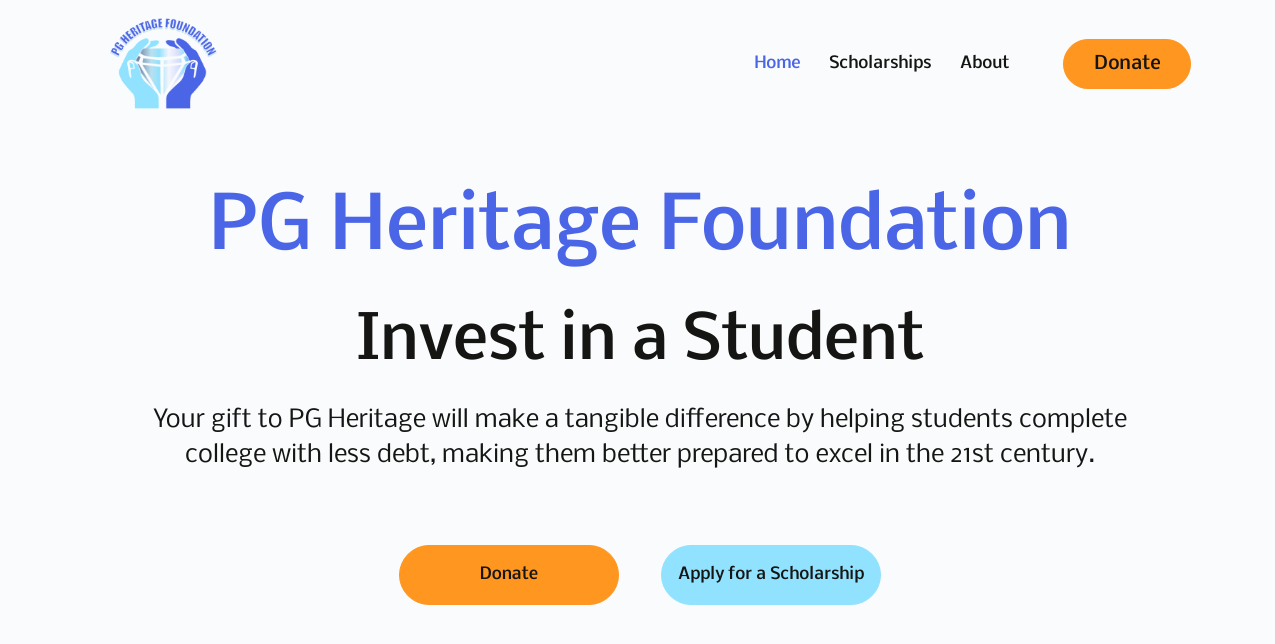 PG HERITAGE FOUNDATION
Home Scholarships About Donate
PG Heritage Foundation
Invest in a Student
Your gift to PG Heritage will make a tangible difference by helping students complete
college with less debt, making them better prepared to excel in the 21st century.
Donate Apply for a Scholarship